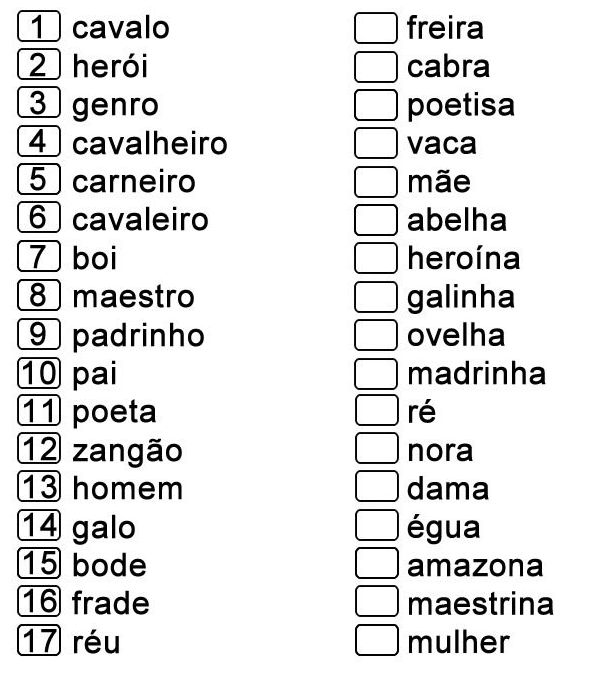 1 cavalo freira
2 herói cabra
3 genro poetisa
4 cavalheiro vaca
5 carneiro mãe
6 cavaleiro abelha
7 boi heroína
8 maestro galinha
9 padrinho ovelha
10 pai madrinha
11 poeta ré
12 zangão nora
13 homem dama
14 galo égua
15 bode amazona
16 frade maestrina
17 réu mulher